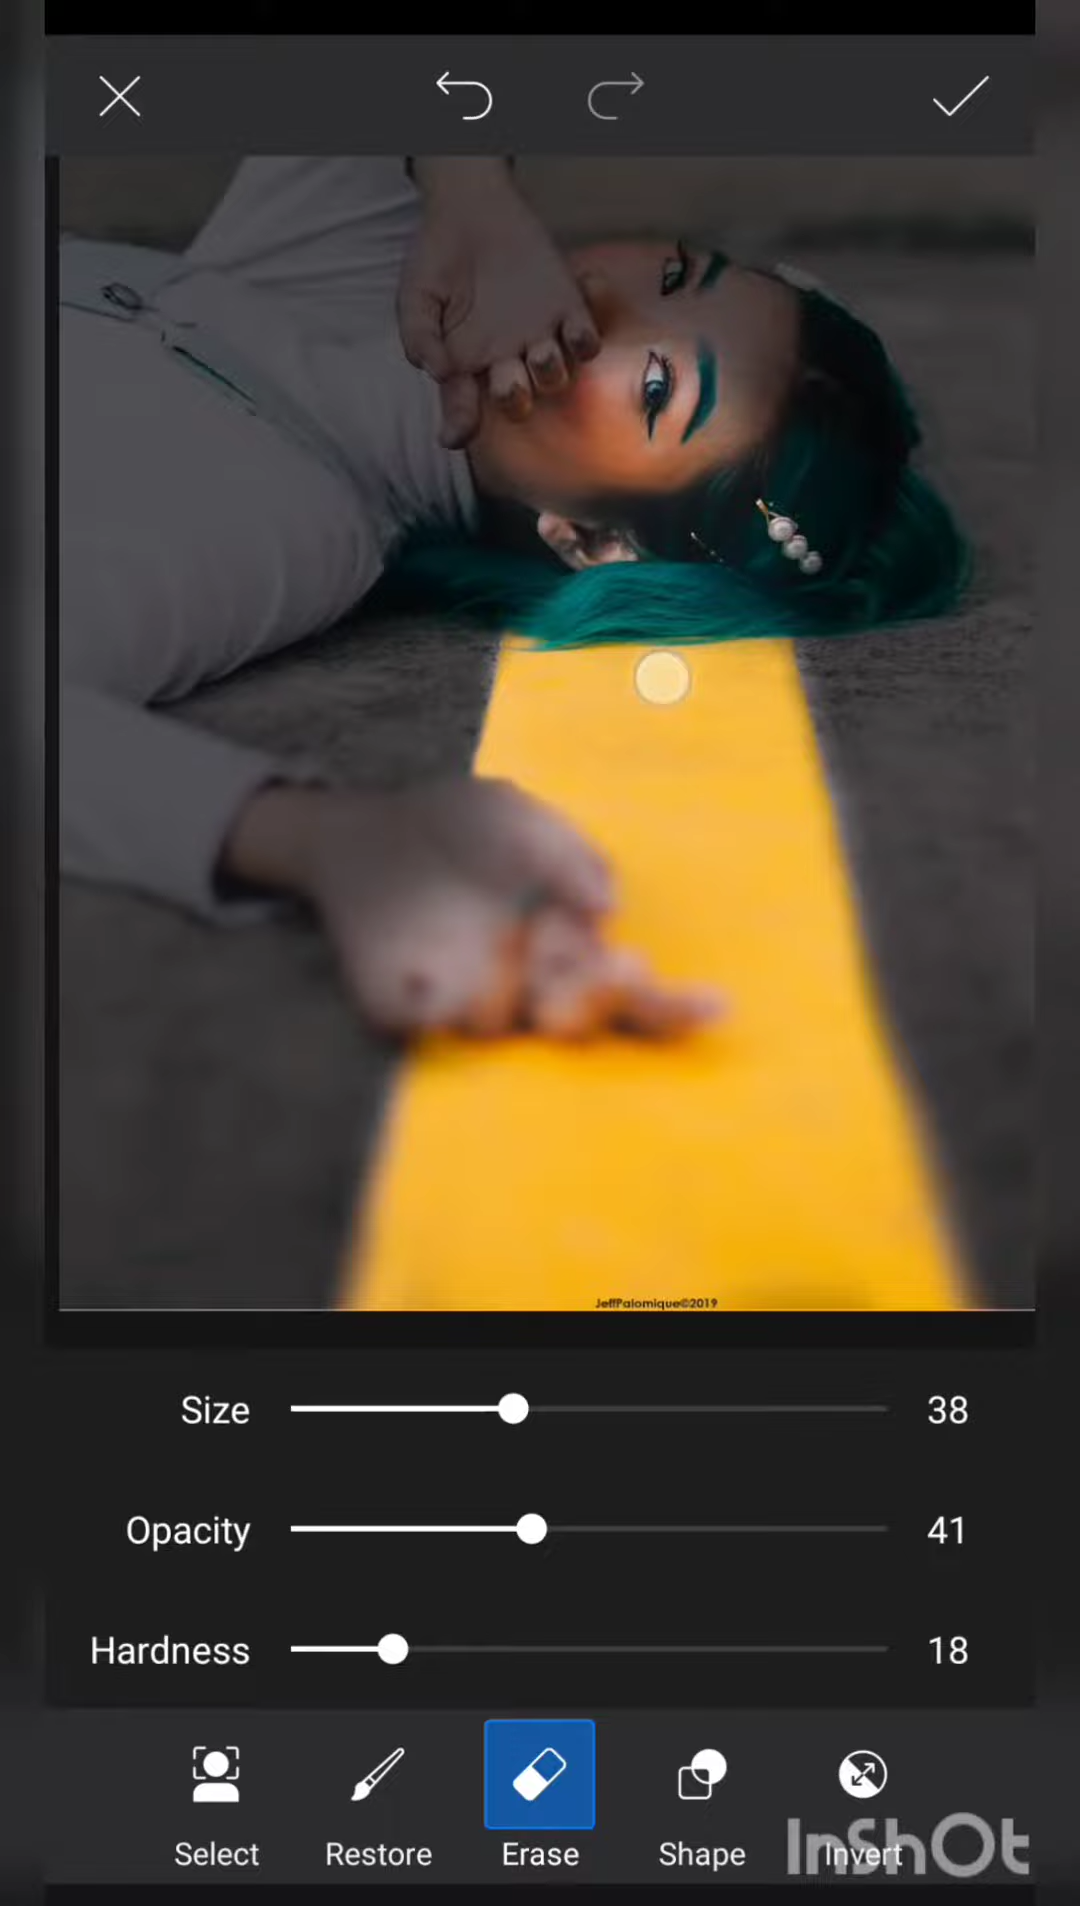 JeffPalomique©2019
Size 38
Opacity 41
Hardness 18
Select Restore Erase Shape Invert
InShOt